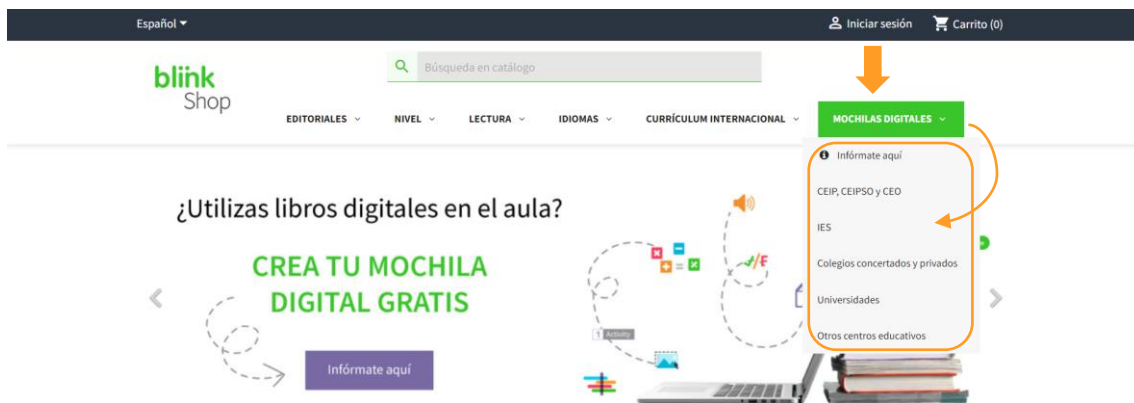 Español
Iniciar sesión
Carrito (0)
blink
Shop
Búsqueda en catálogo
EDITORIALES
NIVEL
LECTURA
IDIOMAS
CURRÍCULUM INTERNACIONAL
MOCHILAS DIGITALES
Infórmate aquí
CEIP, CEIPSO y CEO
IES
Colegios concertados y privados
Universidades
Otros centros educativos
¿Utilizas libros digitales en el aula?
CREA TU MOCHILA
DIGITAL GRATIS
Infórmate aquí
1 Activity